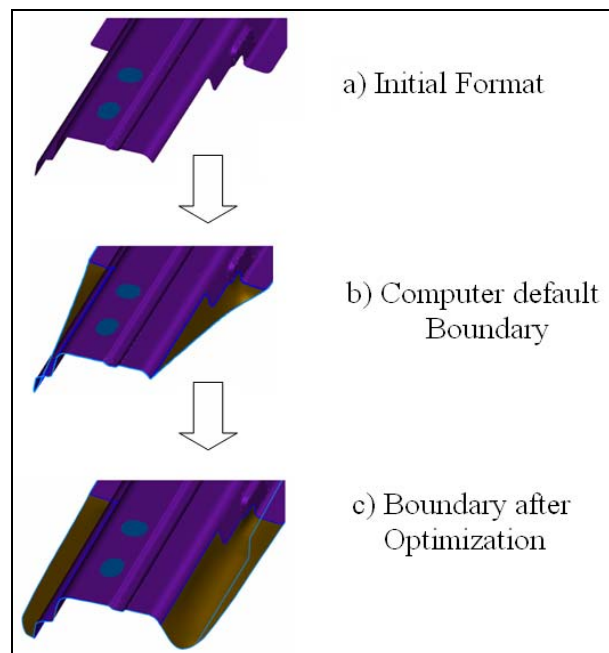 a) Initial Format
b) Computer default
Boundary
c) Boundary after
Optimization